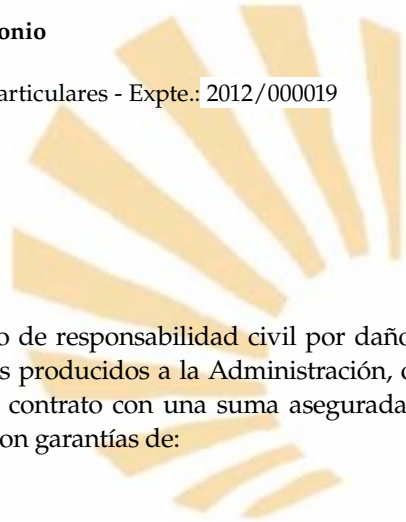 onio
articulares - Expte.: 2012/000019
o de responsabilidad civil por daño
s producidos a la Administración, o
contrato con una suma asegurada
on garantías de: